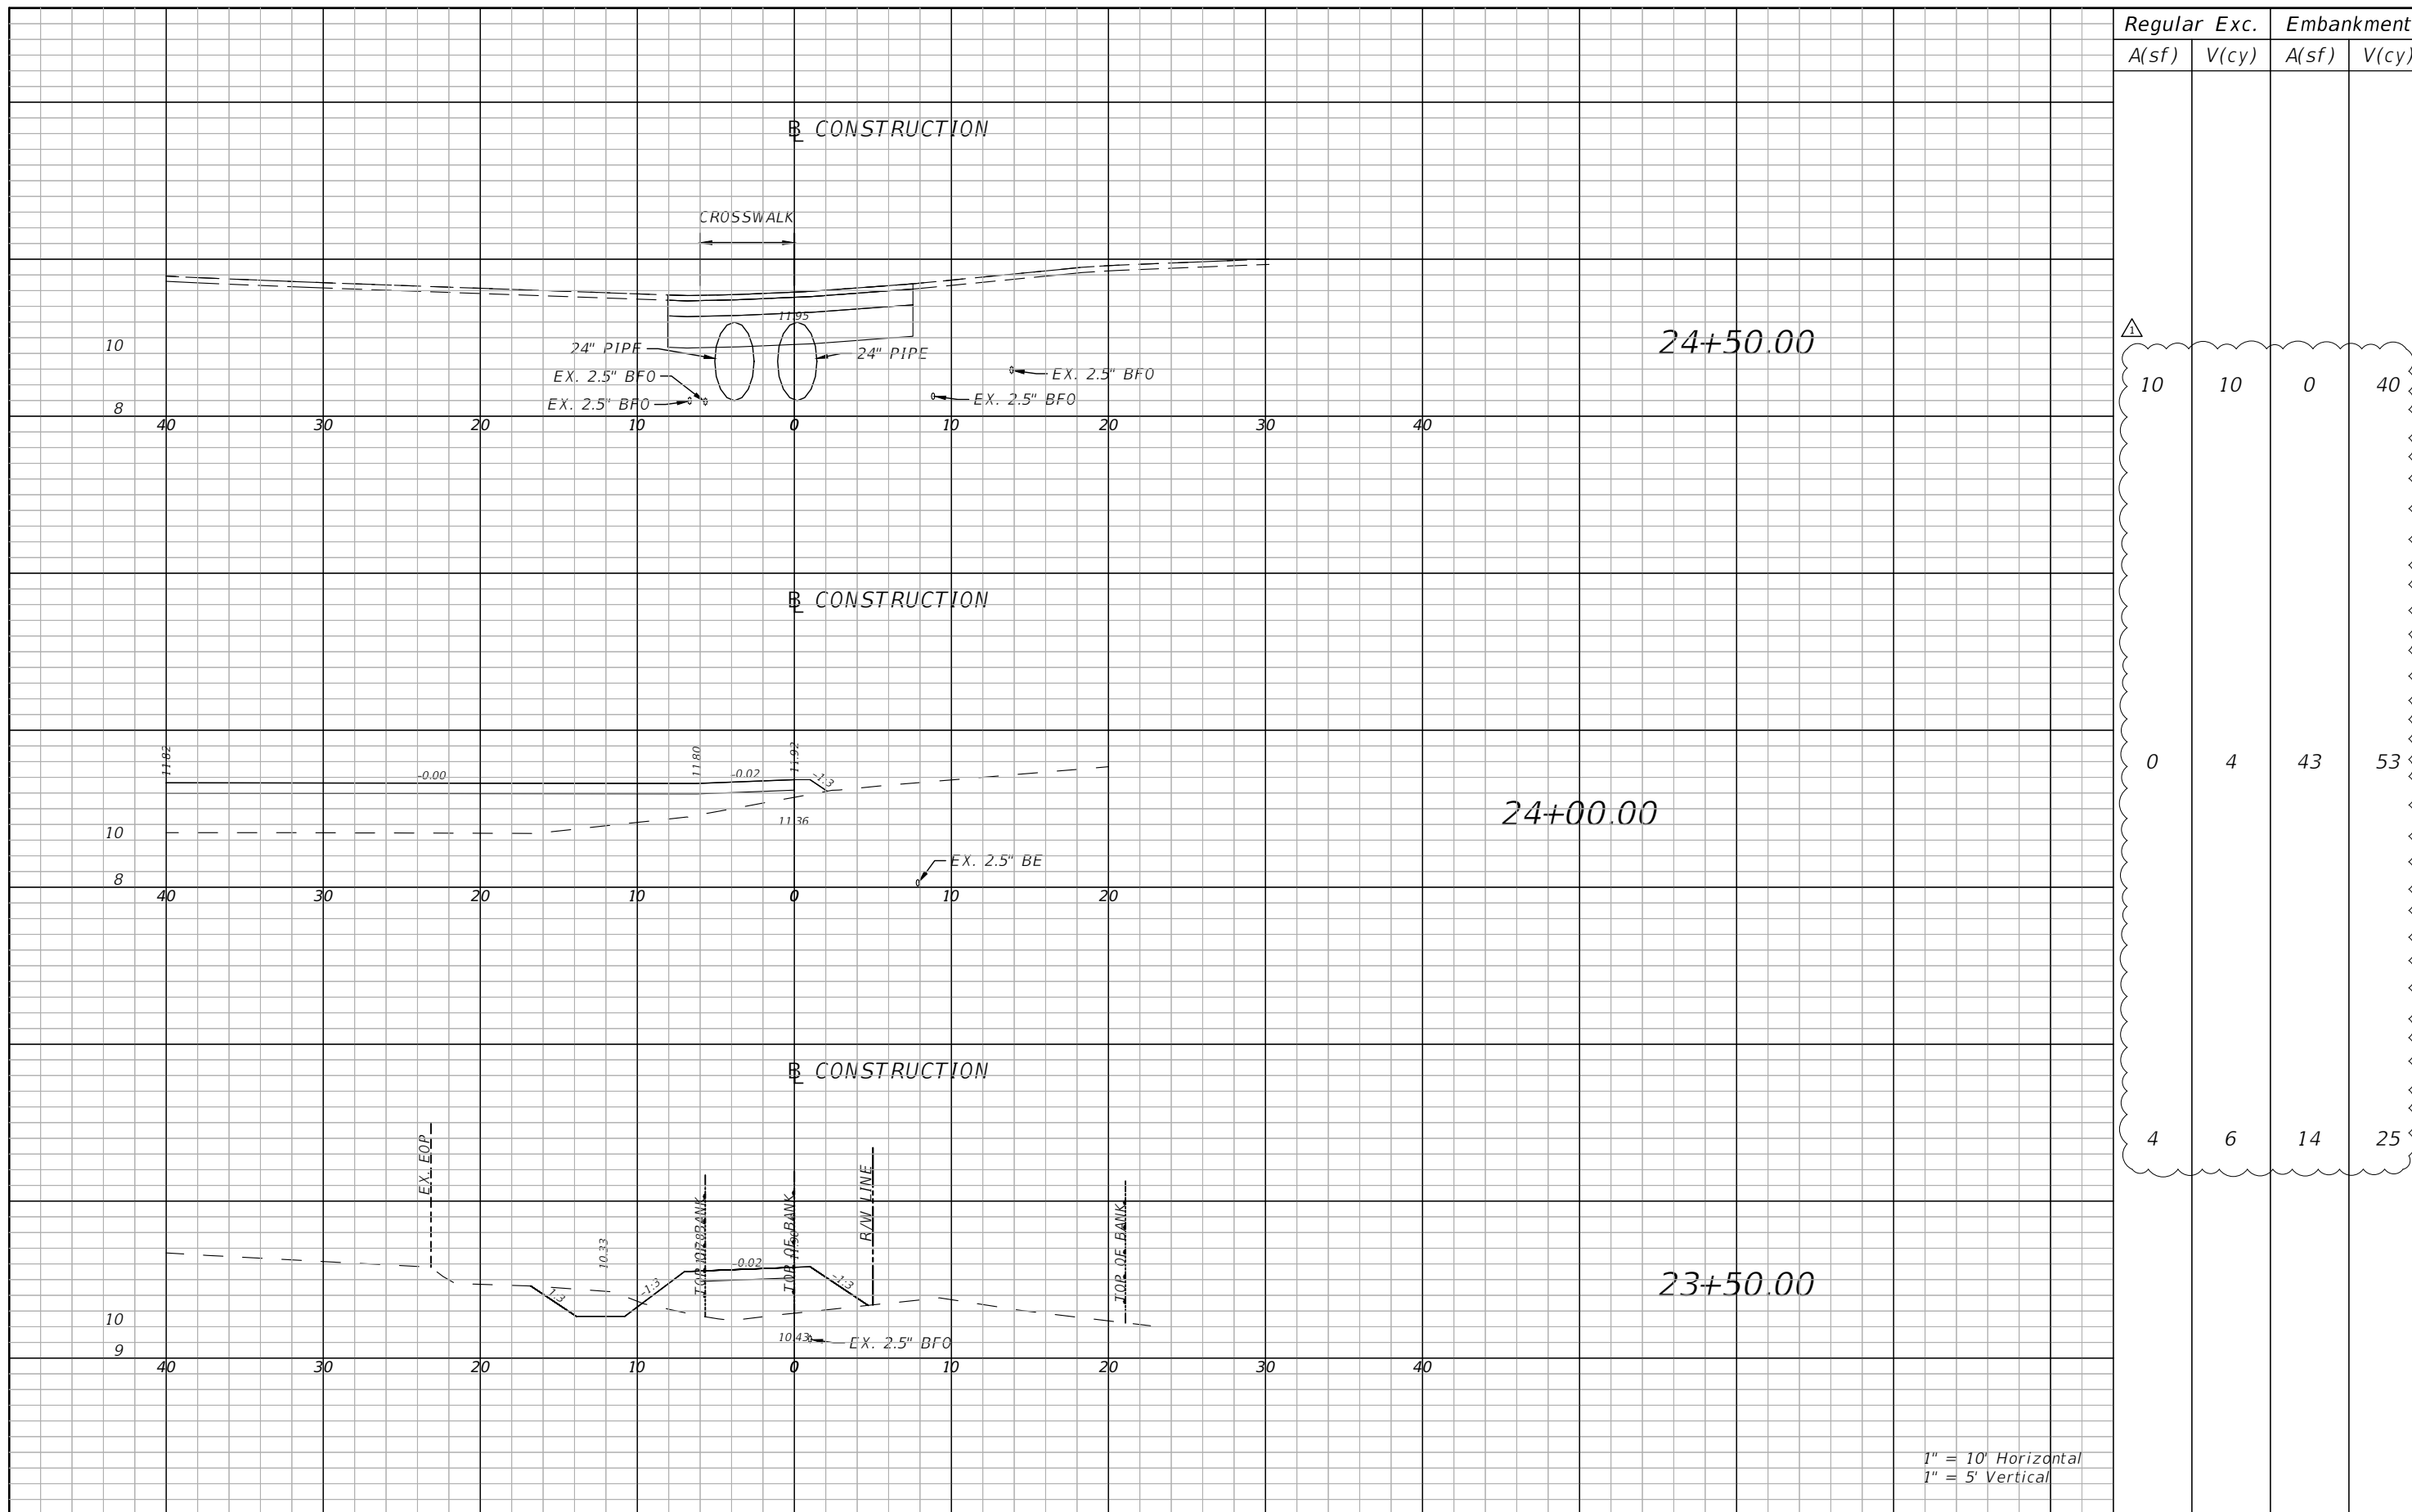 Regular Exc. Embankment
A(sf) V(cy) A(sf) V(cy)
℄ CONSTRUCTION
CROSSWALK
11.95
24" PIPE
24" PIPE
EX. 2.5" BFO
EX. 2.5" BFO
EX. 2.5" BFO
EX. 2.5" BFO
10
8
24+50.00
1
10 10 0 40
40 30 20 10 0 10 20 30 40
℄ CONSTRUCTION
11.82
-0.00
11.80
-0.02
11.92
-1:3
11.36
10
8
EX. 2.5" BE
24+00.00
0 4 43 53
40 30 20 10 0 10 20
℄ CONSTRUCTION
EX. EOP
10.33
1:3
-1:3
-0.02
TOP OF BANK
R/W LINE
-1:3
TOP OF BANK
10.43
EX. 2.5" BFO
10
9
23+50.00
4 6 14 25
40 30 20 10 0 10 20 30 40
1" = 10' Horizontal
1" = 5' Vertical